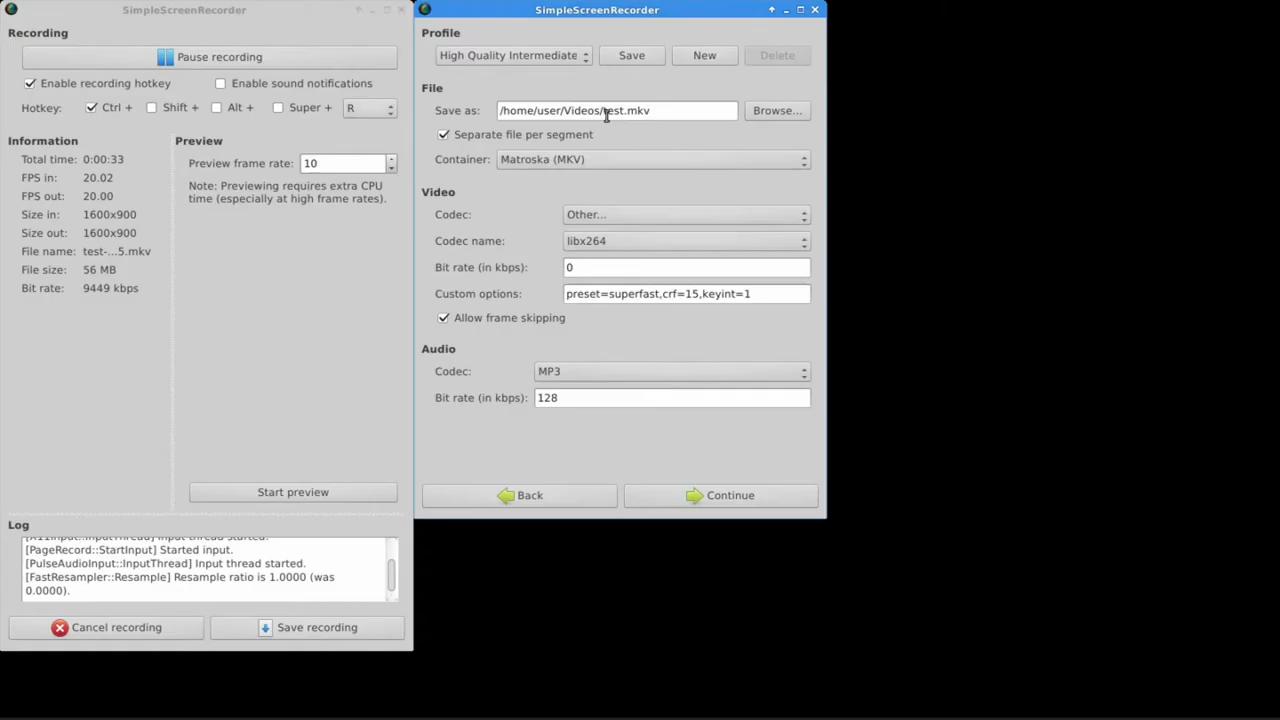 SimpleScreenRecorder
Recording
Pause recording
Enable recording hotkey
Enable sound notifications
Hotkey:
Ctrl +
Shift +
Alt +
Super +
R
Information
Total time: 0:00:33
FPS in: 20.02
FPS out: 20.00
Size in: 1600x900
Size out: 1600x900
File name: test-...5.mkv
File size: 56 MB
Bit rate: 9449 kbps
Preview
Preview frame rate: 10
Note: Previewing requires extra CPU
time (especially at high frame rates).
Start preview
Log
[X11Input::InputThread] Input thread started.
[PageRecord::StartInput] Started input.
[PulseAudioInput::InputThread] Input thread started.
[FastResampler::Resample] Resample ratio is 1.0000 (was
0.0000).
Cancel recording
Save recording
SimpleScreenRecorder
Profile
High Quality Intermediate
Save
New
Delete
File
Save as: /home/user/Videos/test.mkv
Browse...
Separate file per segment
Container: Matroska (MKV)
Video
Codec: Other...
Codec name: libx264
Bit rate (in kbps): 0
Custom options: preset=superfast,crf=15,keyint=1
Allow frame skipping
Audio
Codec: MP3
Bit rate (in kbps): 128
Back
Continue